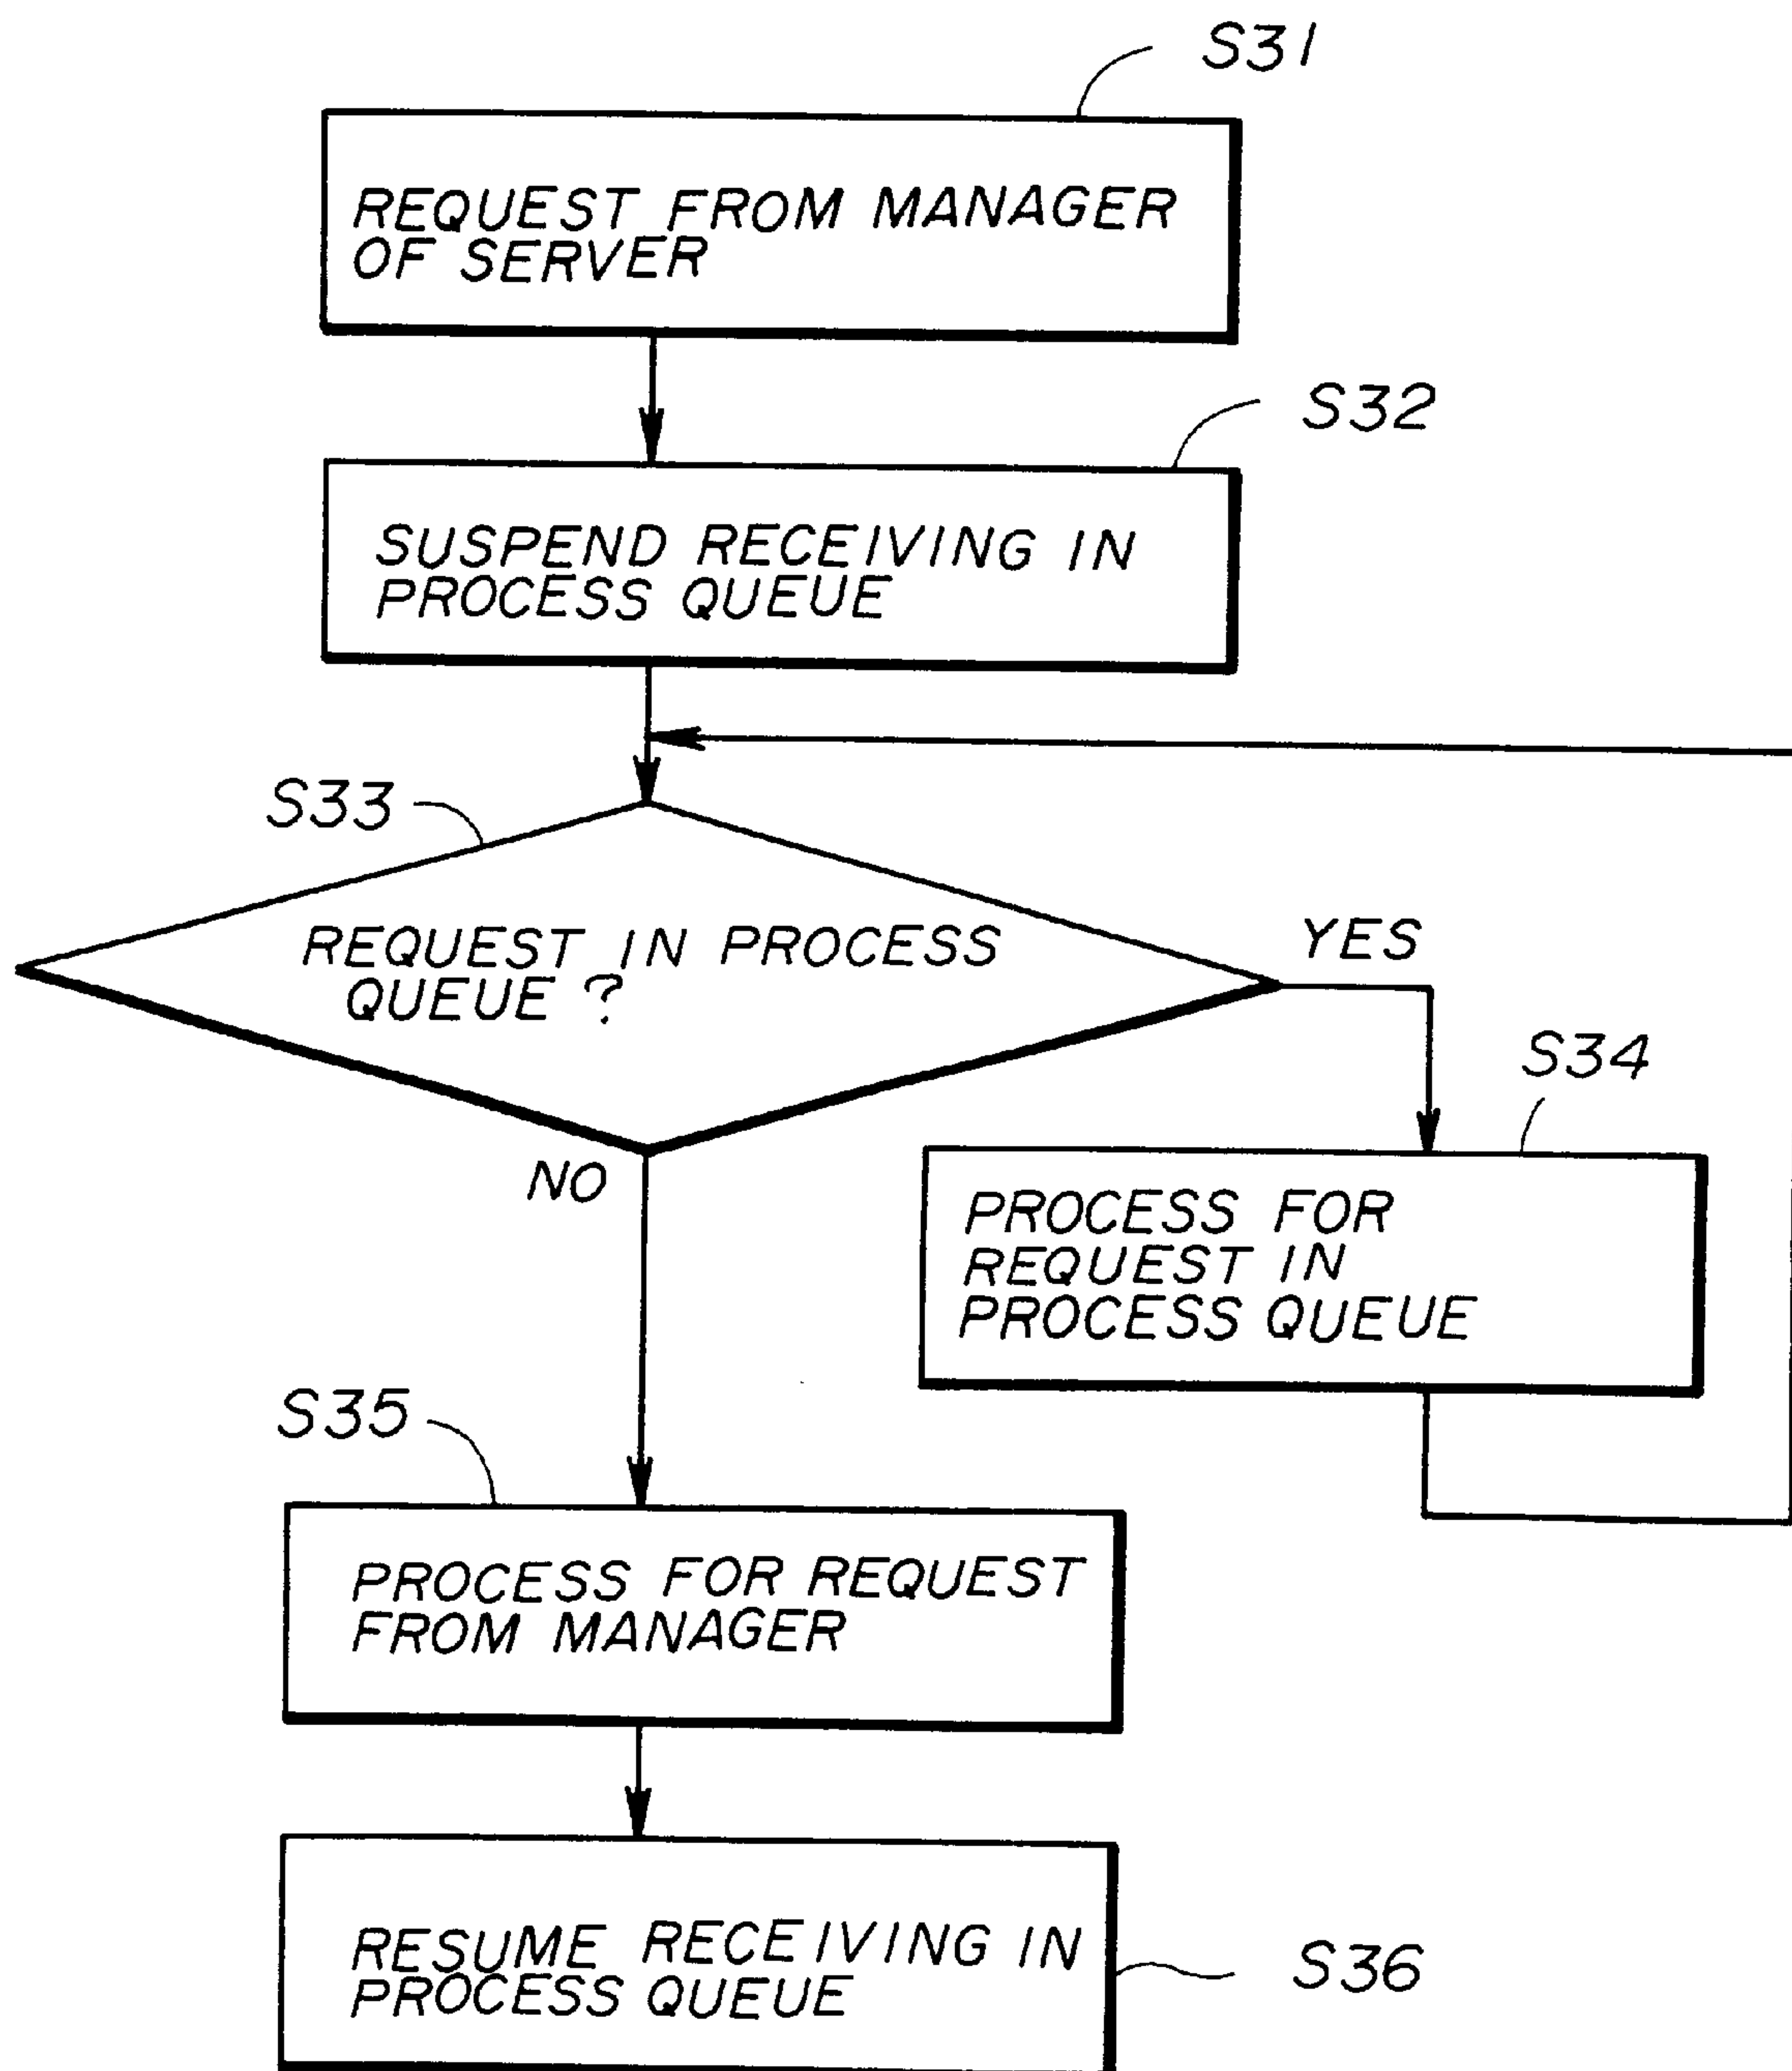 S31
REQUEST FROM MANAGER
OF SERVER
S32
SUSPEND RECEIVING IN
PROCESS QUEUE
S33
REQUEST IN PROCESS
QUEUE ?
YES
NO
S34
PROCESS FOR
REQUEST IN
PROCESS QUEUE
S35
PROCESS FOR REQUEST
FROM MANAGER
RESUME RECEIVING IN
PROCESS QUEUE
S36